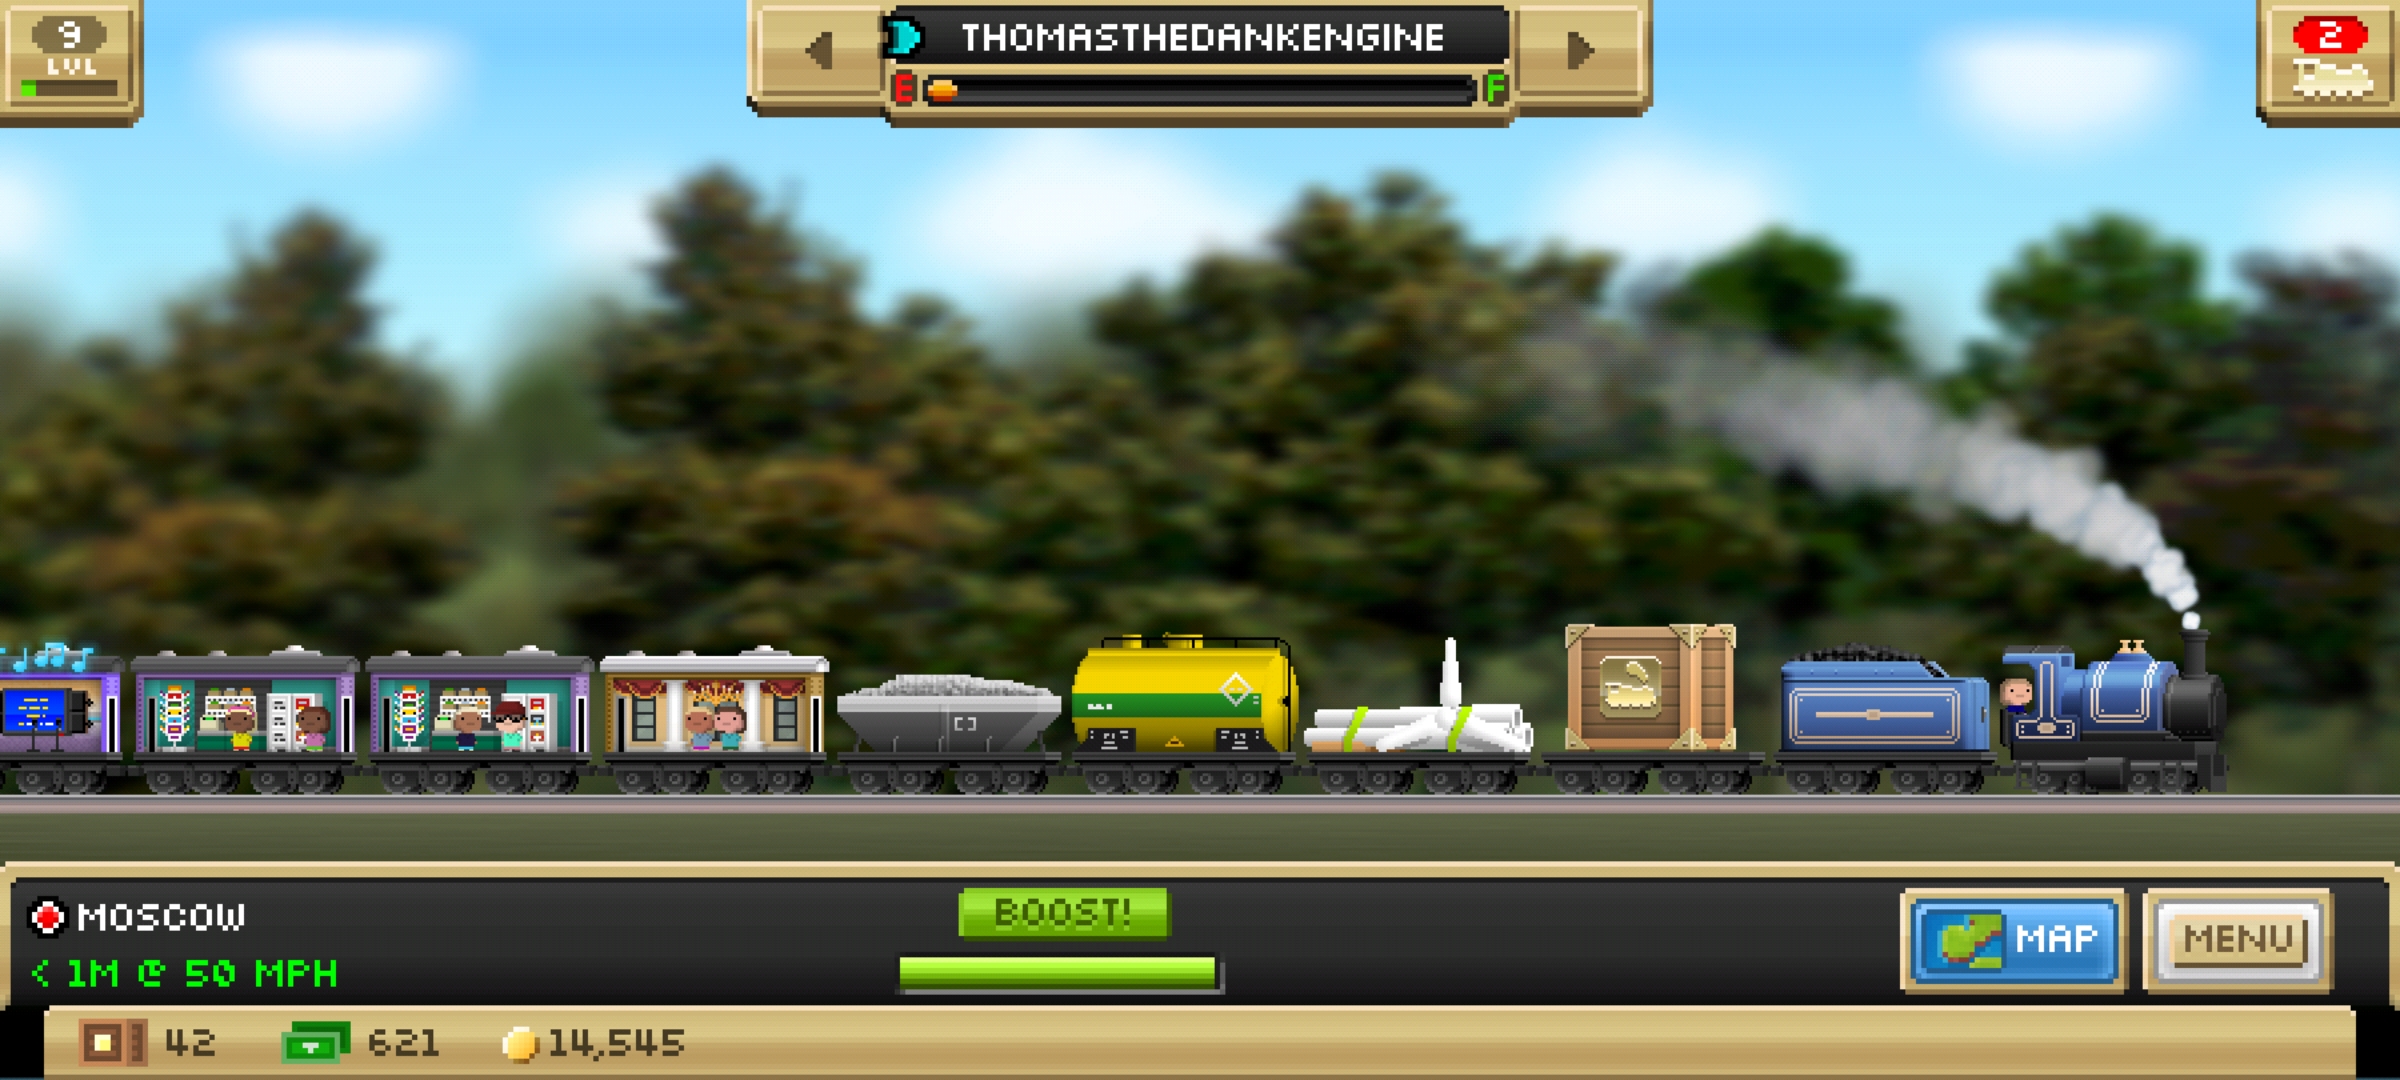 9
LVL
THOMASTHEDANKENGINE
E F
2
MOSCOW
< 1M @ 50 MPH
BOOST!
MAP
MENU
42
621
14,545